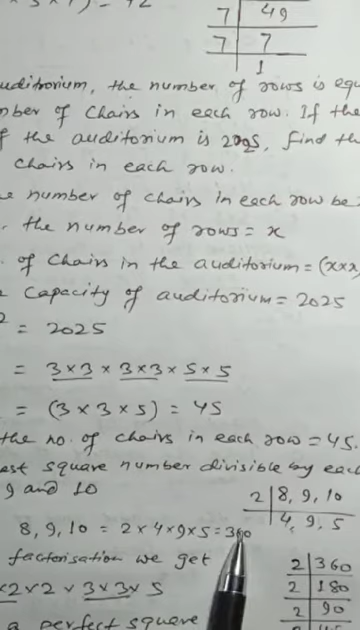 7 | 49
7 | 7
1
auditorium, the number of rows is equ
mber of chairs in each row. If the
f the auditorium is 2025, find th
chairs in each row.
e number of chairs in each row be
the number of rows = x
. of chairs in the auditorium = (x×x
e capacity of auditorium = 2025
2 = 2025
= 3×3 × 3×3 × 5×5
= (3×3×5) = 45
the no. of chairs in each row = 45.
est square number divisible by each
9 and 10
2 | 8, 9, 10
4, 9, 5
8, 9, 10 = 2×4×9×5 = 360
factorisation we get
×2×2 × 3×3 × 5
a perfect square
2 | 360
2 | 180
2 | 90